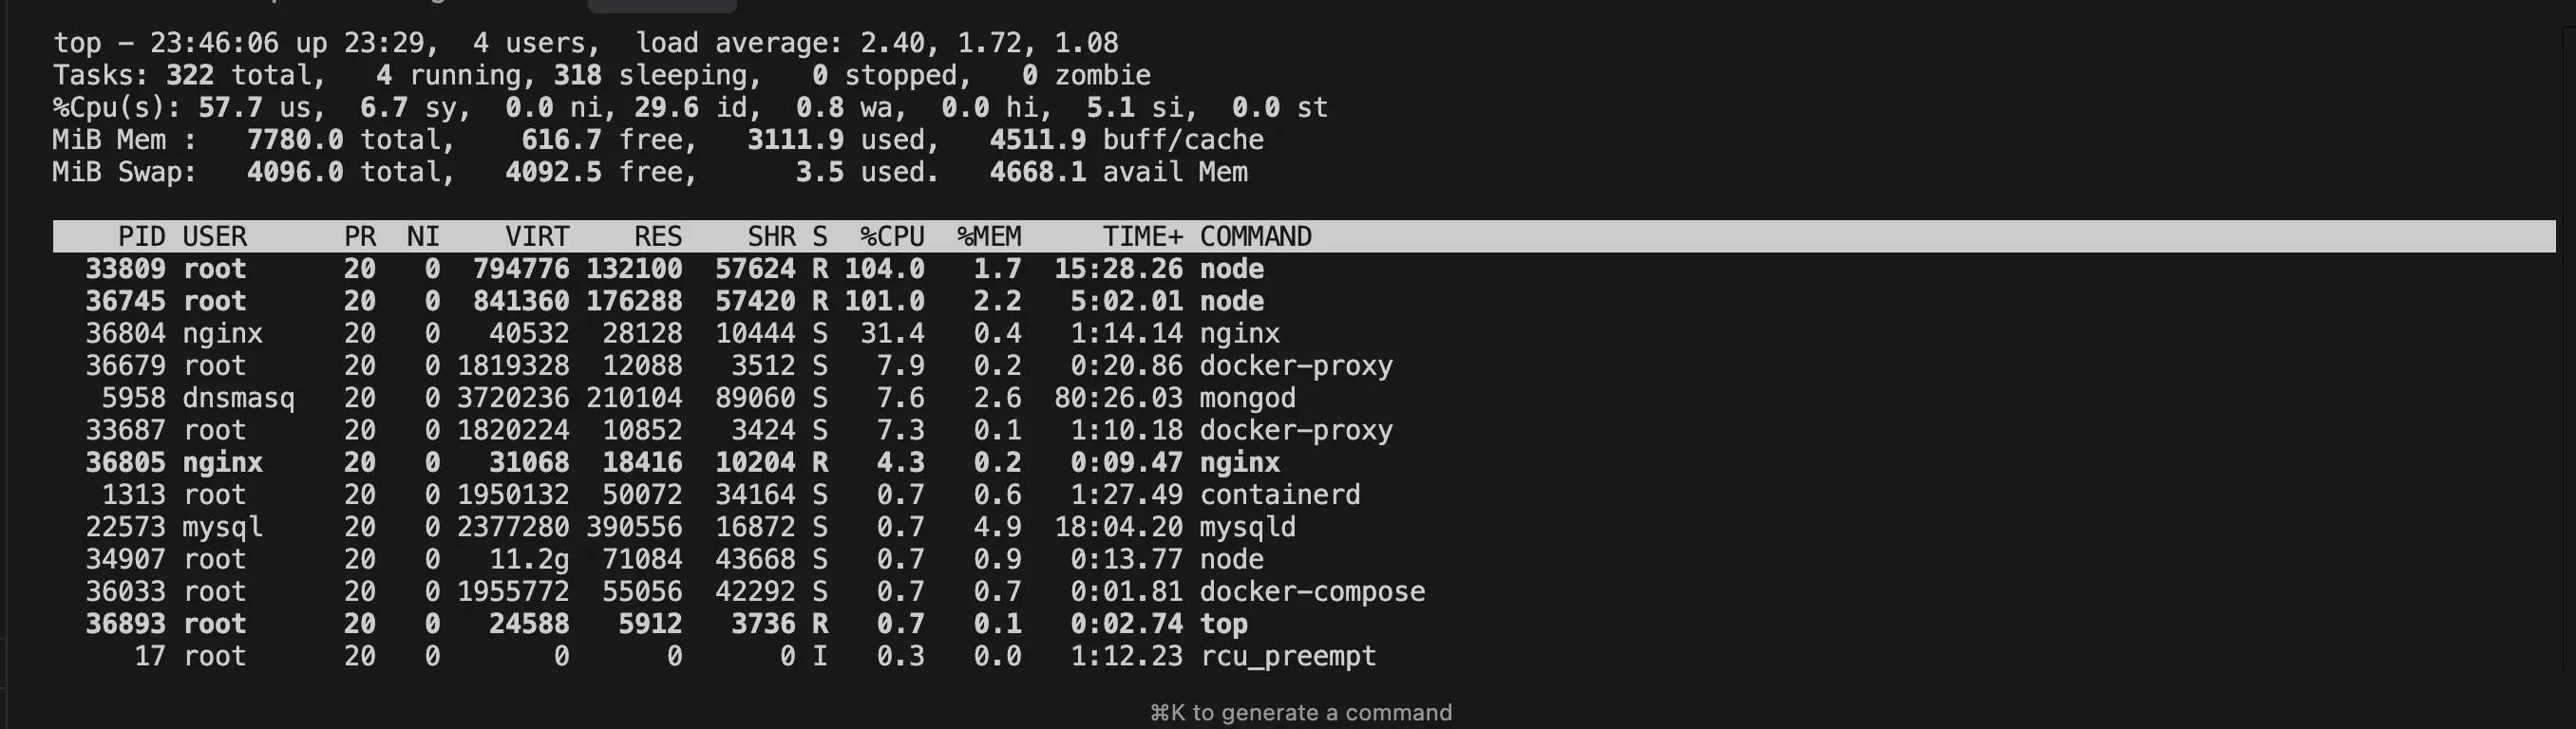 top - 23:46:06 up 23:29,  4 users,  load average: 2.40, 1.72, 1.08
Tasks: 322 total,   4 running, 318 sleeping,   0 stopped,   0 zombie
%Cpu(s): 57.7 us,  6.7 sy,  0.0 ni, 29.6 id,  0.8 wa,  0.0 hi,  5.1 si,  0.0 st
MiB Mem :   7780.0 total,    616.7 free,   3111.9 used,   4511.9 buff/cache
MiB Swap:   4096.0 total,   4092.5 free,      3.5 used.   4668.1 avail Mem
    PID USER      PR  NI    VIRT    RES    SHR S  %CPU  %MEM     TIME+ COMMAND
  33809 root      20   0  794776 132100  57624 R 104.0   1.7  15:28.26 node
  36745 root      20   0  841360 176288  57420 R 101.0   2.2   5:02.01 node
  36804 nginx     20   0   40532  28128  10444 S  31.4   0.4   1:14.14 nginx
  36679 root      20   0 1819328  12088   3512 S   7.9   0.2   0:20.86 docker-proxy
   5958 dnsmasq   20   0 3720236 210104  89060 S   7.6   2.6  80:26.03 mongod
  33687 root      20   0 1820224  10852   3424 S   7.3   0.1   1:10.18 docker-proxy
  36805 nginx     20   0   31068  18416  10204 R   4.3   0.2   0:09.47 nginx
   1313 root      20   0 1950132  50072  34164 S   0.7   0.6   1:27.49 containerd
  22573 mysql     20   0 2377280 390556  16872 S   0.7   4.9  18:04.20 mysqld
  34907 root      20   0   11.2g  71084  43668 S   0.7   0.9   0:13.77 node
  36033 root      20   0 1955772  55056  42292 S   0.7   0.7   0:01.81 docker-compose
  36893 root      20   0   24588   5912   3736 R   0.7   0.1   0:02.74 top
     17 root      20   0       0      0      0 I   0.3   0.0   1:12.23 rcu_preempt
⌘K to generate a command